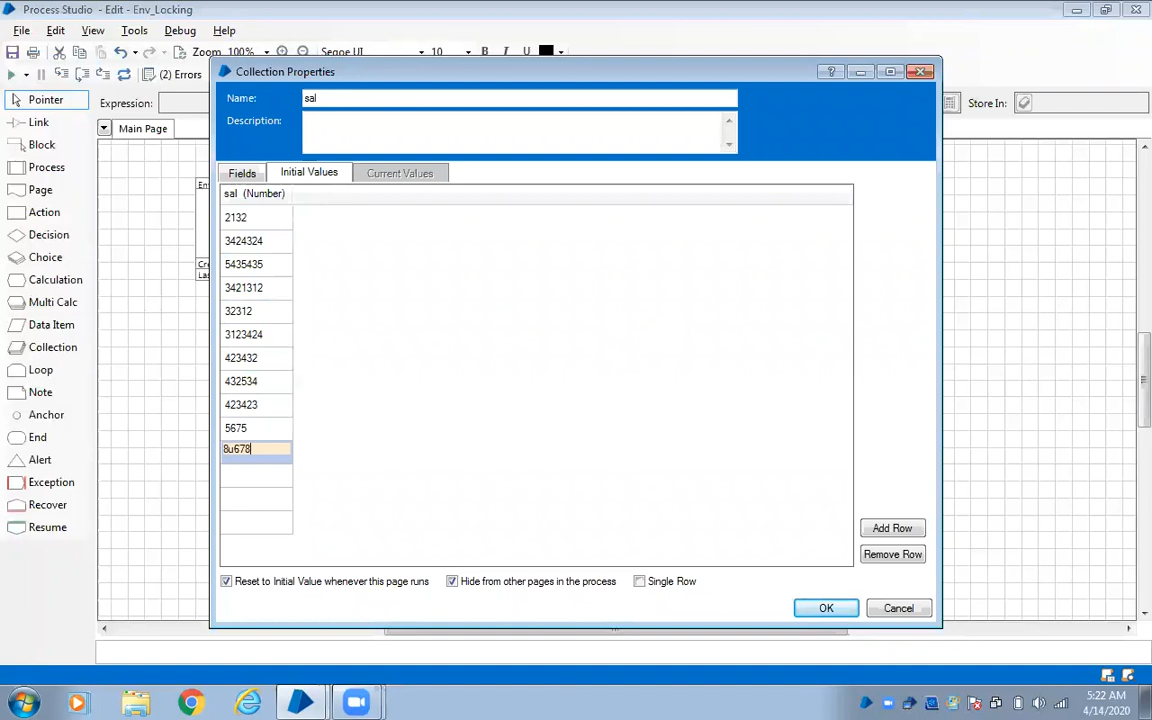 Process Studio - Edit - Env_Locking
File Edit View Tools Debug Help
Zoom 100% Segoe UI 10 B I U
(2) Errors
Collection Properties
?
Name: sal
Description:
Expression:
Store In:
Pointer
Main Page
Link
Block
Process
Page
Action
Decision
Choice
Calculation
Multi Calc
Data Item
Collection
Loop
Note
Anchor
End
Alert
Exception
Recover
Resume
Fields Initial Values Current Values
sal (Number)
2132
3424324
5435435
3421312
32312
3123424
423432
432534
423423
5675
8u678
Add Row
Remove Row
Reset to Initial Value whenever this page runs Hide from other pages in the process Single Row
OK Cancel
5:22 AM
4/14/2020